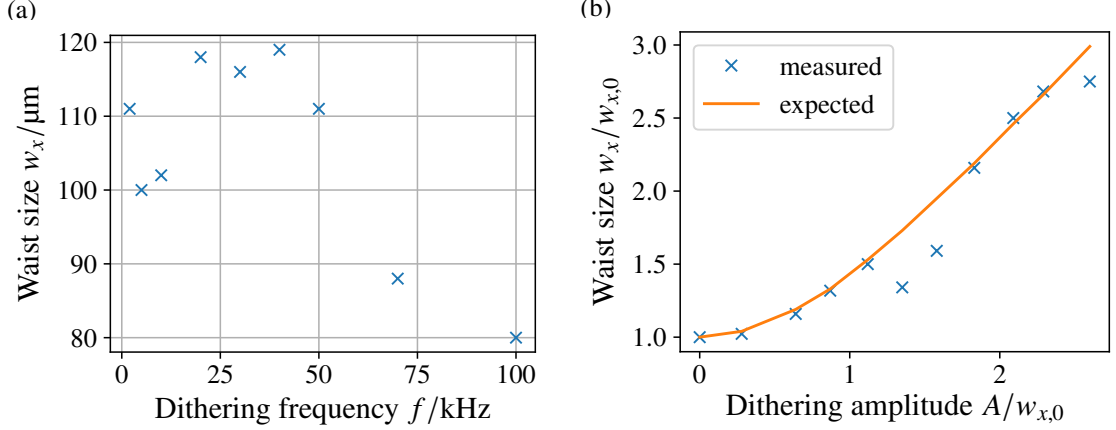 (a)
120
110
100
90
80
Waist size w_x/μm
0
25
50
75
100
Dithering frequency f/kHz
(b)
3.0
2.5
2.0
1.5
1.0
Waist size w_x/w_{x,0}
measured
expected
0
1
2
Dithering amplitude A/w_{x,0}